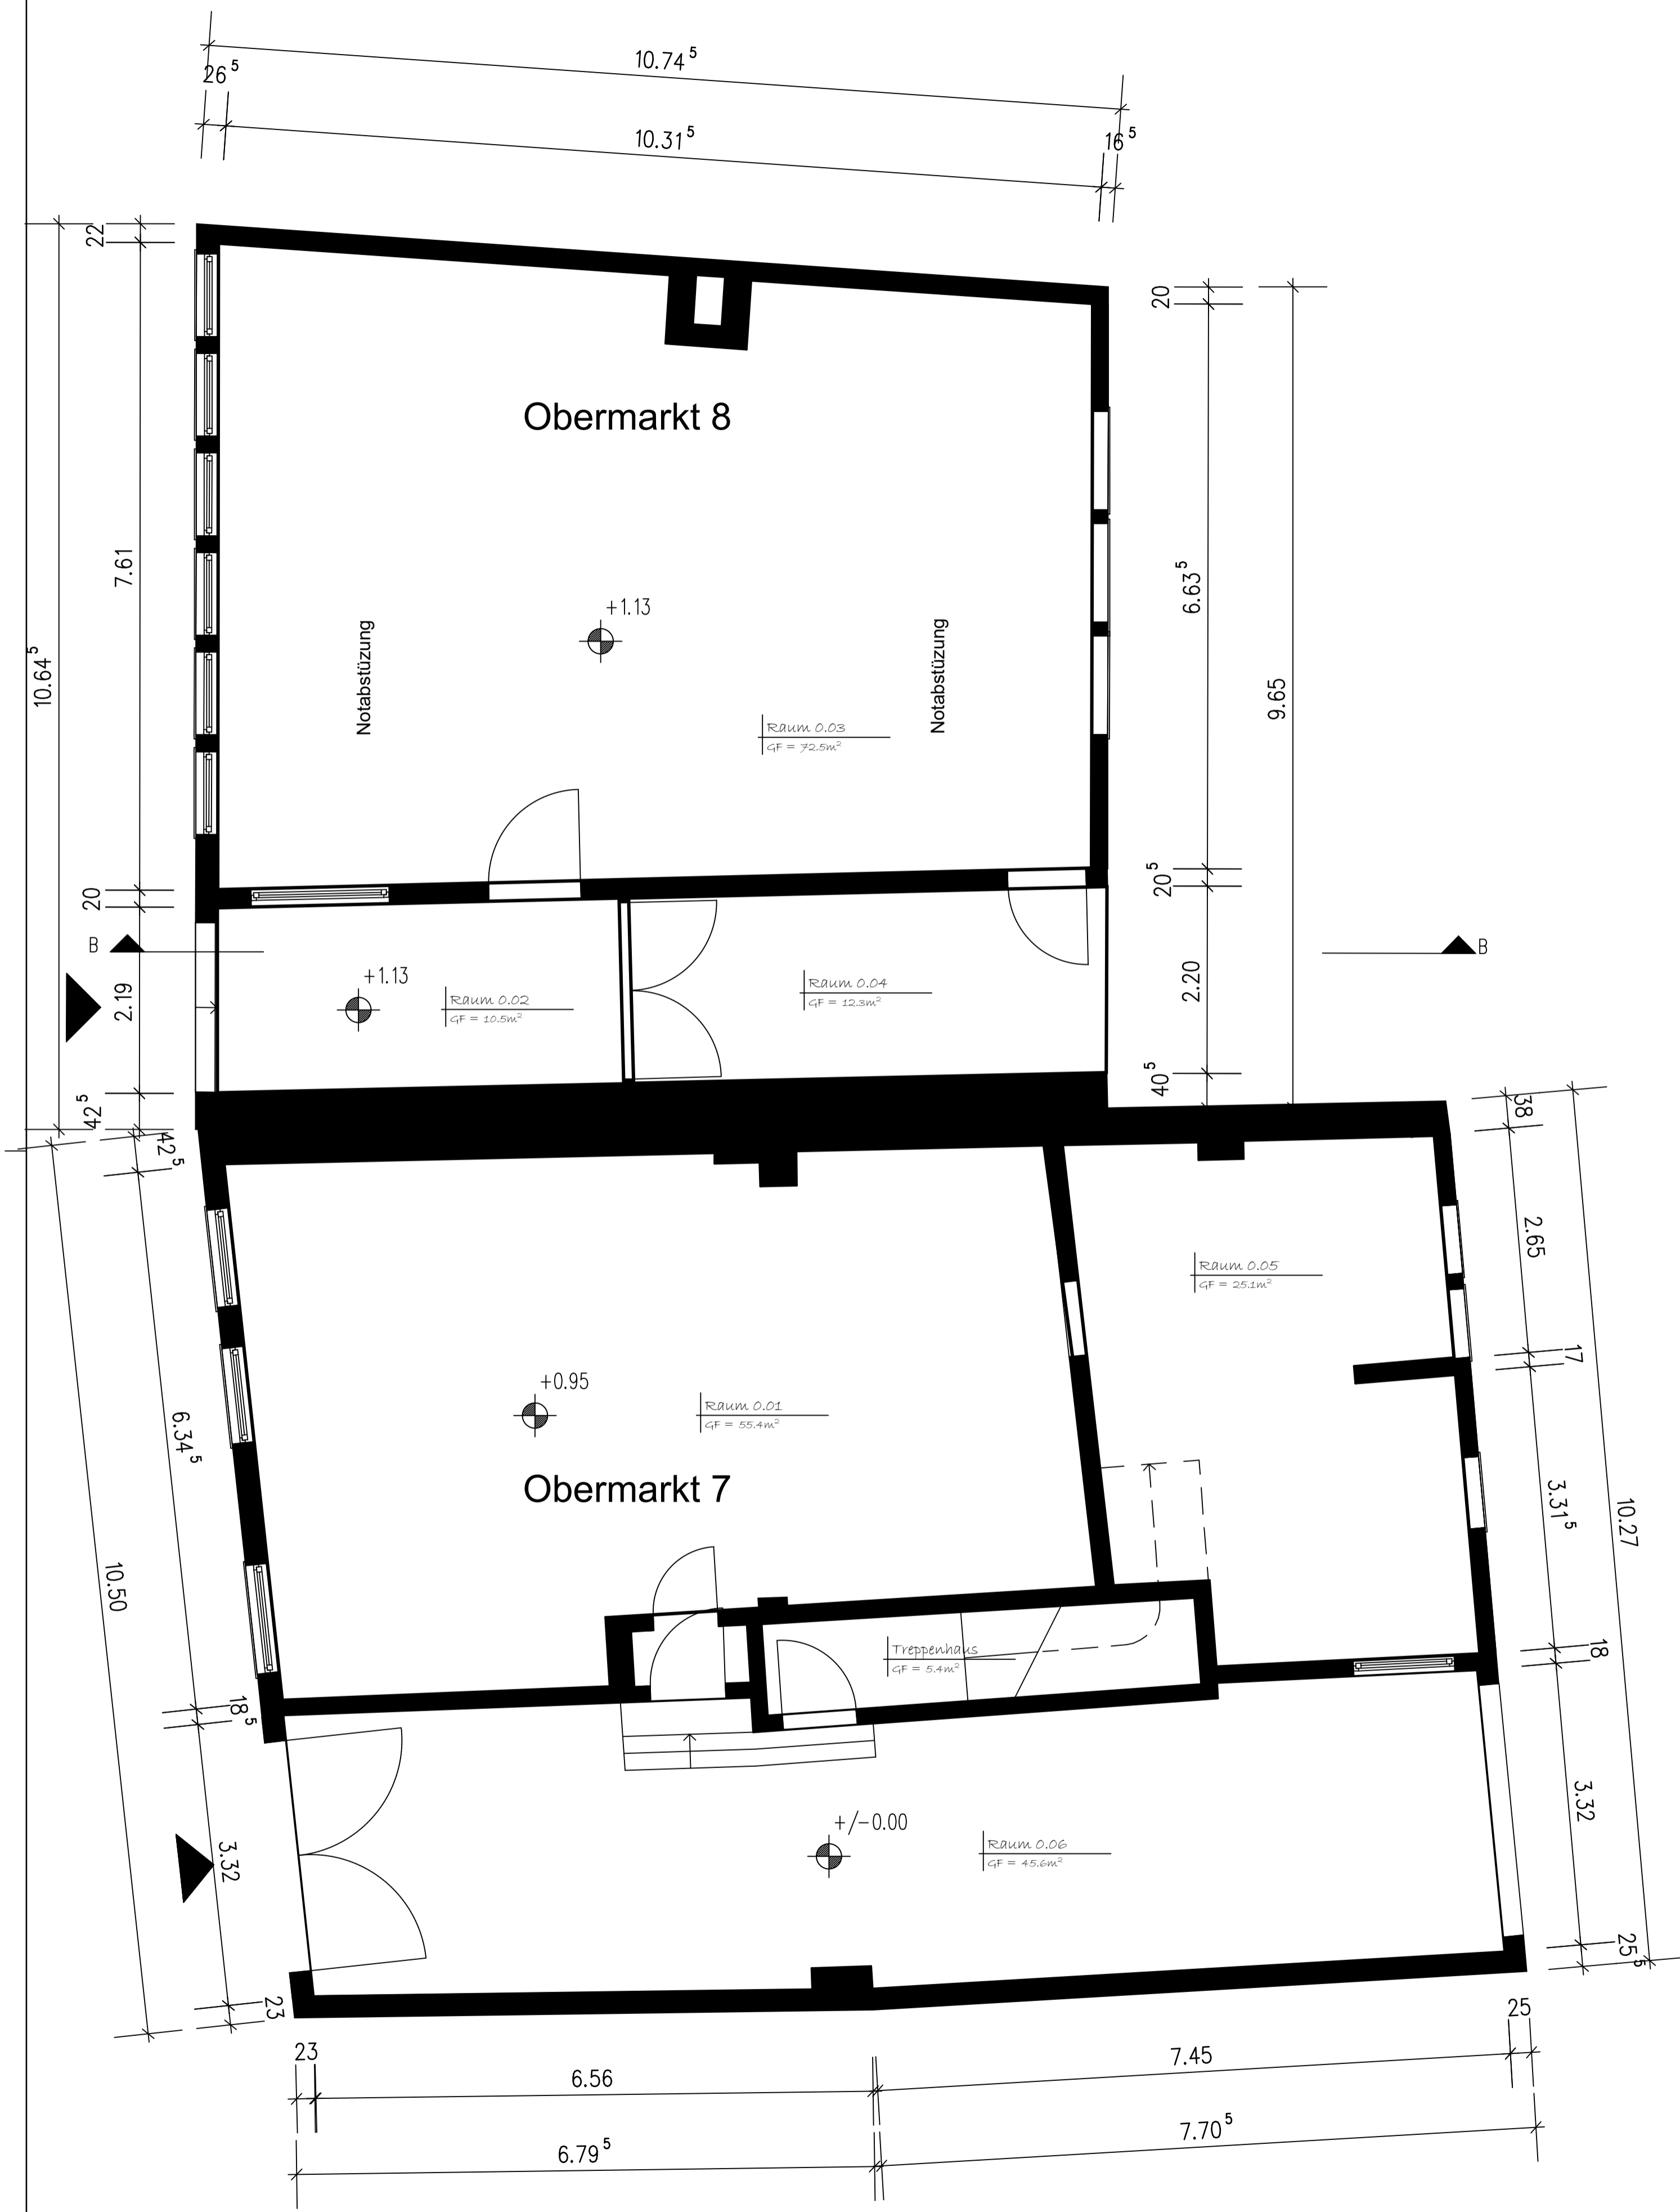 10.74⁵
26⁵
10.31⁵
16⁵
22
20
Obermarkt 8
7.61
6.63⁵
+1.13
Notabstüzung
Notabstüzung
10.64⁵
9.65
Raum 0.03
GF = 72.5m²
20
20⁵
B
B
+1.13
Raum 0.02
GF = 10.5m²
Raum 0.04
GF = 12.3m²
2.19
2.20
42⁵
40⁵
42⁵
38
2.65
Raum 0.05
GF = 25.1m²
17
+0.95
Raum 0.01
GF = 55.4m²
6.34⁵
Obermarkt 7
3.31⁵
10.27
10.50
Treppenhaus
GF = 5.4m²
18
18⁵
3.32
+/-0.00
Raum 0.06
GF = 45.6m²
3.32
25⁵
23
23
25
6.56
7.45
6.79⁵
7.70⁵